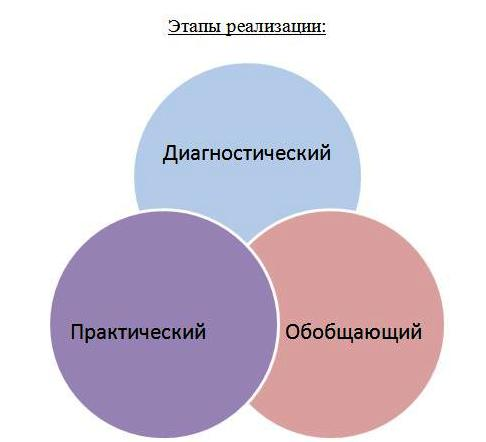 Этапы реализации:
Диагностический
Практический
Обобщающий